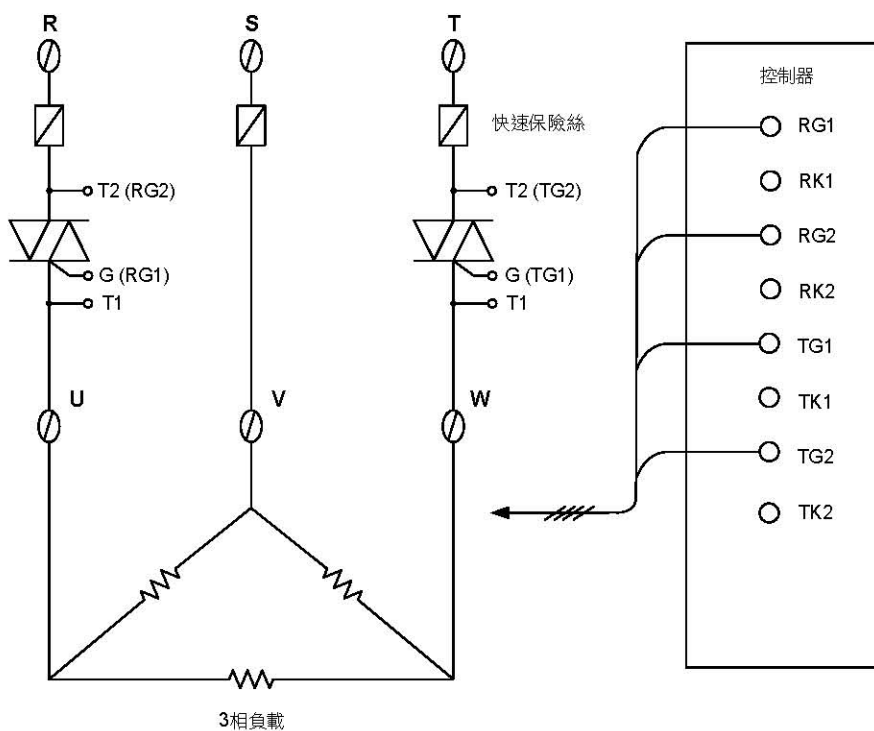 R
S
T
控制器
快速保險絲
RG1
T2 (RG2)
T2 (TG2)
RK1
RG2
G (RG1)
G (TG1)
RK2
T1
T1
TG1
U
V
W
TK1
TG2
TK2
3相負載